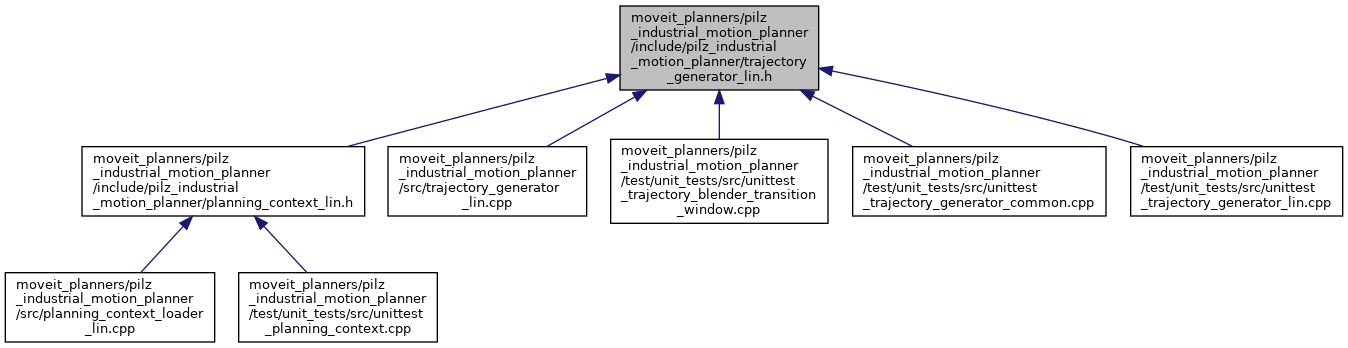 moveit_planners/pilz
_industrial_motion_planner
/include/pilz_industrial
_motion_planner/trajectory
_generator_lin.h
moveit_planners/pilz
_industrial_motion_planner
/include/pilz_industrial
_motion_planner/planning_context_lin.h
moveit_planners/pilz
_industrial_motion_planner
/src/trajectory_generator
_lin.cpp
moveit_planners/pilz
_industrial_motion_planner
/test/unit_tests/src/unittest
_trajectory_blender_transition
_window.cpp
moveit_planners/pilz
_industrial_motion_planner
/test/unit_tests/src/unittest
_trajectory_generator_common.cpp
moveit_planners/pilz
_industrial_motion_planner
/test/unit_tests/src/unittest
_trajectory_generator_lin.cpp
moveit_planners/pilz
_industrial_motion_planner
/src/planning_context_loader
_lin.cpp
moveit_planners/pilz
_industrial_motion_planner
/test/unit_tests/src/unittest
_planning_context.cpp